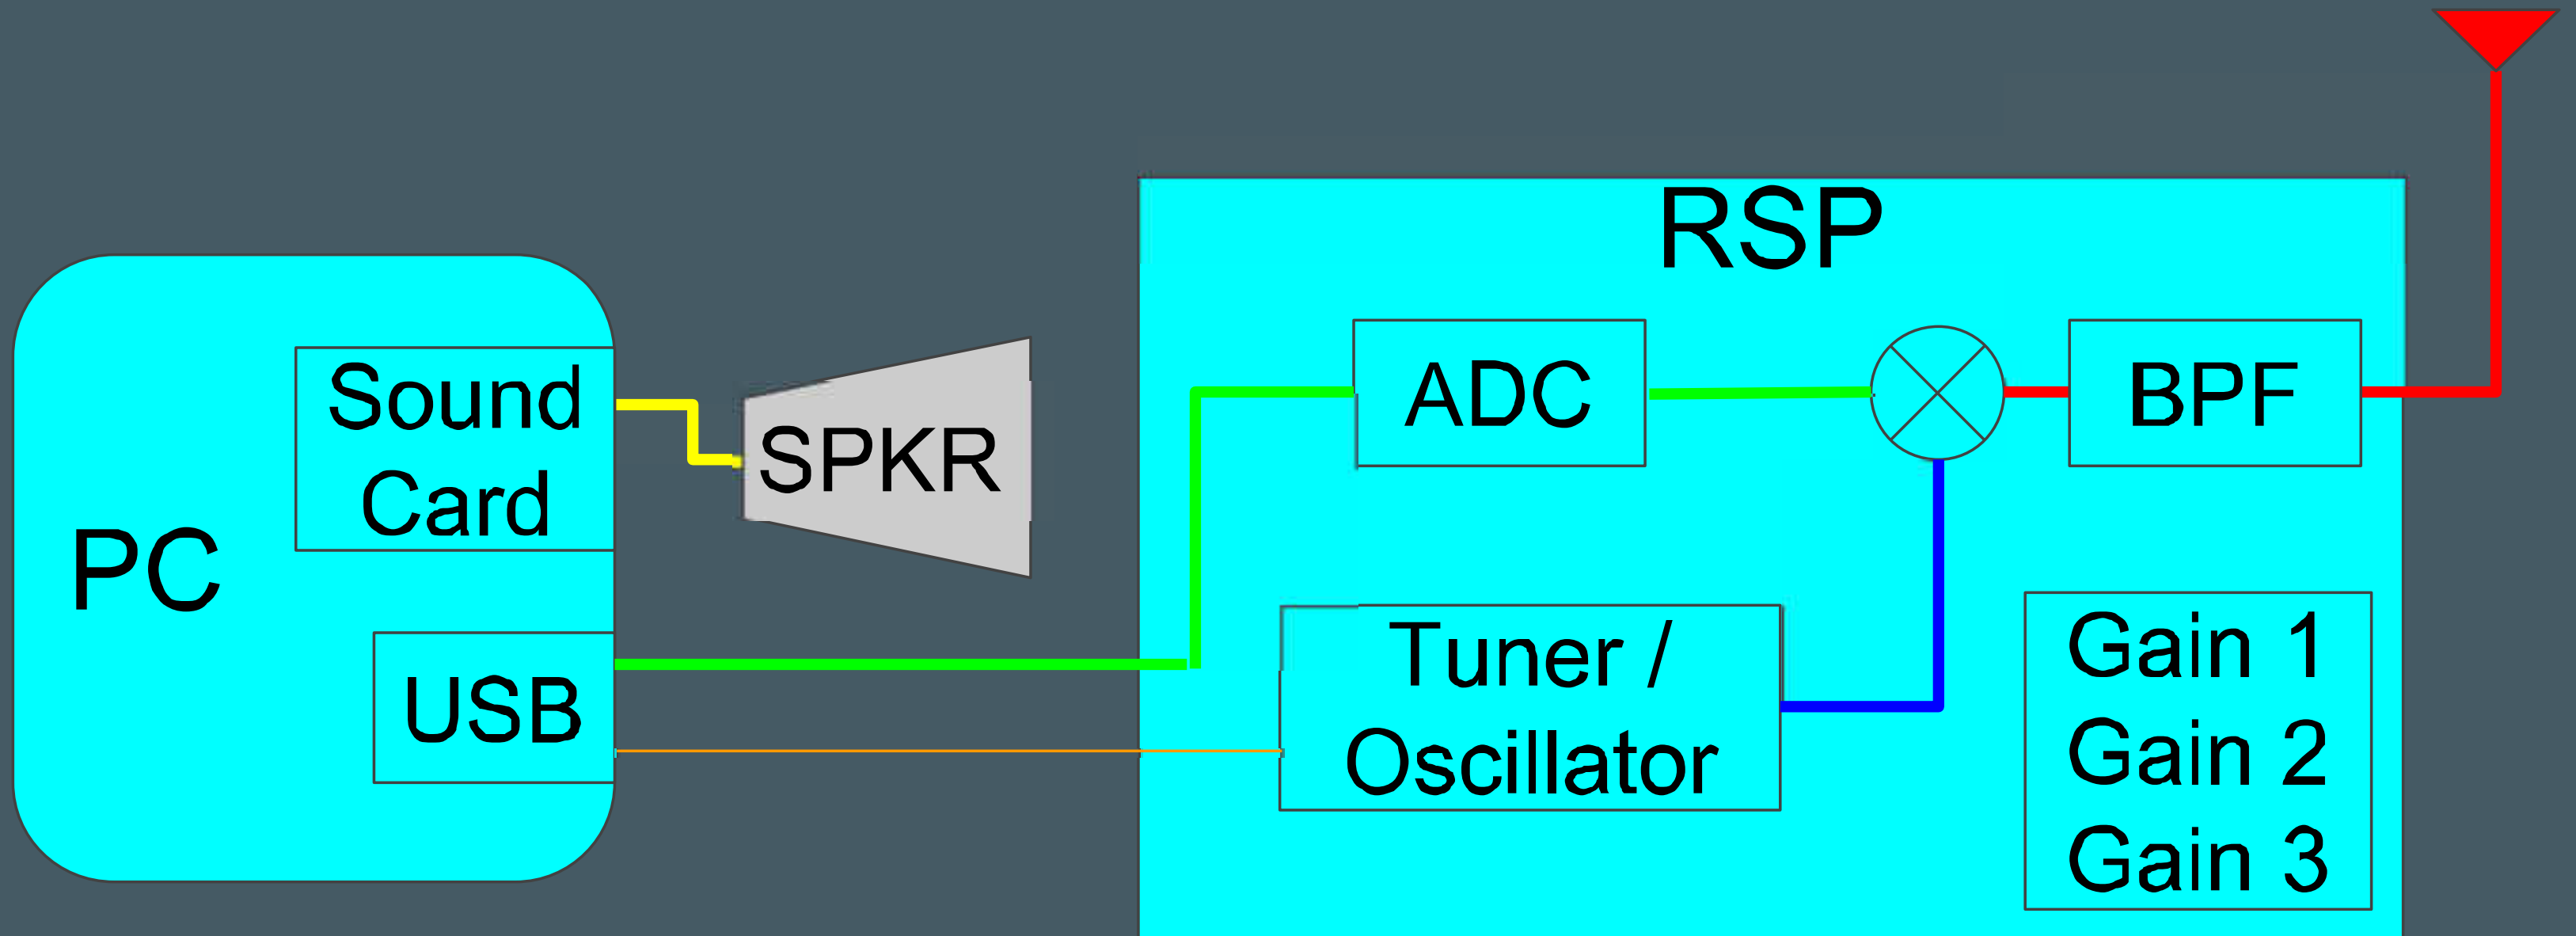 RSP
Sound
Card
PC
USB
SPKR
ADC
BPF
Tuner /
Oscillator
Gain 1
Gain 2
Gain 3